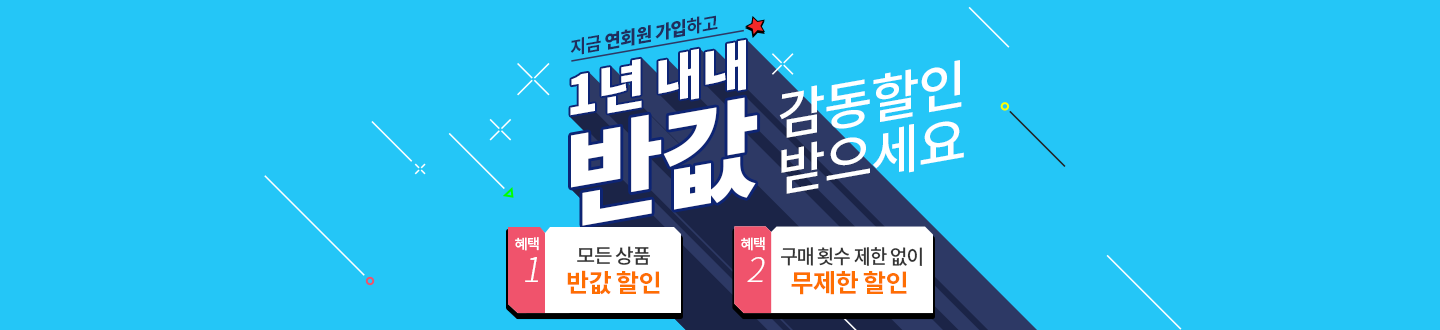 지금 연회원 가입하고
1년 내내
반값
감동할인
받으세요
혜택
1
모든 상품
반값 할인
혜택
2
구매 횟수 제한 없이
무제한 할인